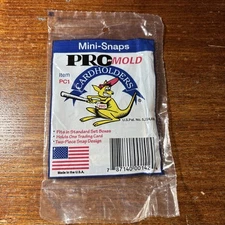 Mini-Snaps
PRO MOLD
Item
PC1
CARDHOLDERS
• Fits in Standard Set Boxes
• Holds One Trading Card
• Two-Piece Snap Design
Made in the U.S.A.